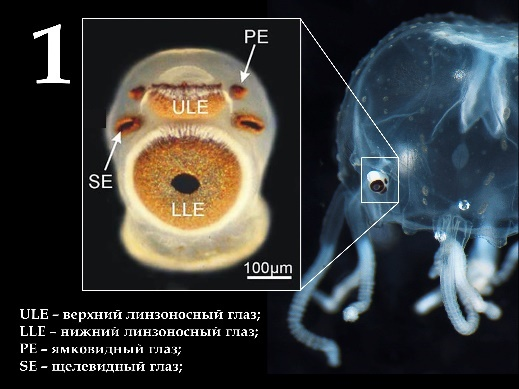 1
PE
ULE
SE
LLE
100µm
ULE – верхний линзоносный глаз;
LLE – нижний линзоносный глаз;
PE – ямковидный глаз;
SE – щелевидный глаз;